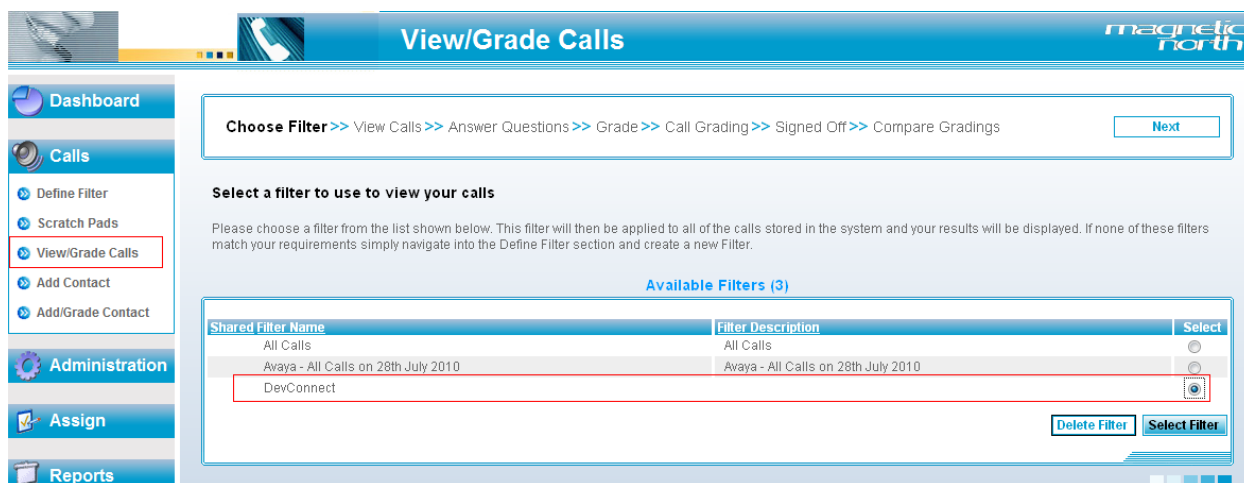 View/Grade Calls
magnetic north
Dashboard
Calls
Define Filter
Scratch Pads
View/Grade Calls
Add Contact
Add/Grade Contact
Administration
Assign
Reports
Choose Filter >> View Calls >> Answer Questions >> Grade >> Call Grading >> Signed Off >> Compare Gradings
Next
Select a filter to use to view your calls
Please choose a filter from the list shown below. This filter will then be applied to all of the calls stored in the system and your results will be displayed. If none of these filters
match your requirements simply navigate into the Define Filter section and create a new Filter.
Available Filters (3)
Shared Filter Name Filter Description Select
All Calls All Calls
Avaya - All Calls on 28th July 2010 Avaya - All Calls on 28th July 2010
DevConnect
Delete Filter Select Filter